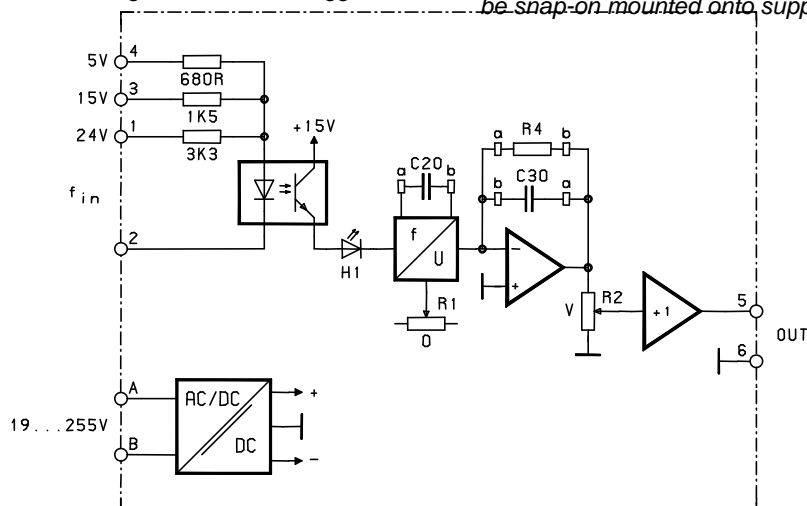 be snap-on mounted onto supp
5V 4
680R
15V 3
1K5
24V 1
3K3
+15V
f in
2
H1
a C20 b
f
U
R1
0
a R4 b
b C30 a
-
+
V R2
+1
5
OUT
6
19...255V
A
B
AC/DC
DC
+
-